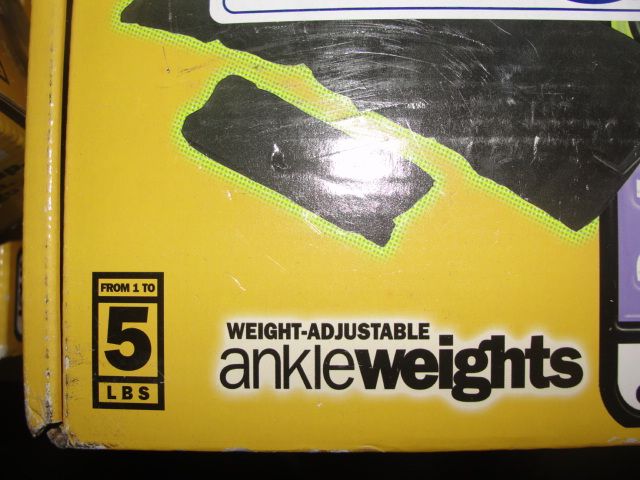 FROM 1 TO
5
LBS
WEIGHT-ADJUSTABLE
ankleweights